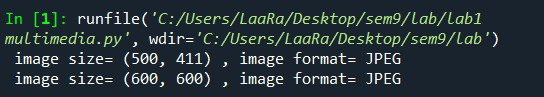 In [1]: runfile('C:/Users/LaaRa/Desktop/sem9/lab/lab1
multimedia.py', wdir='C:/Users/LaaRa/Desktop/sem9/lab')
image size= (500, 411) , image format= JPEG
image size= (600, 600) , image format= JPEG